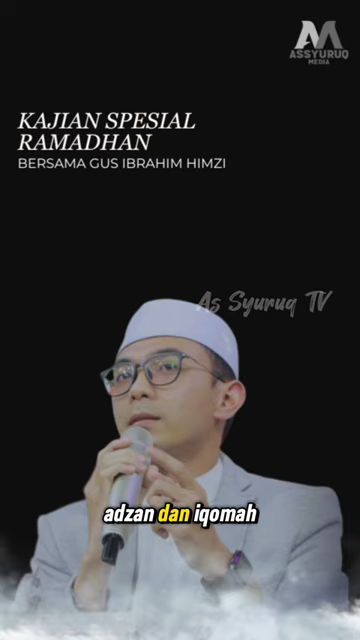 ASSYURUQ
MEDIA
KAJIAN SPESIAL
RAMADHAN
BERSAMA GUS IBRAHIM HIMZI
As Syuruq TV
adzan dan iqomah